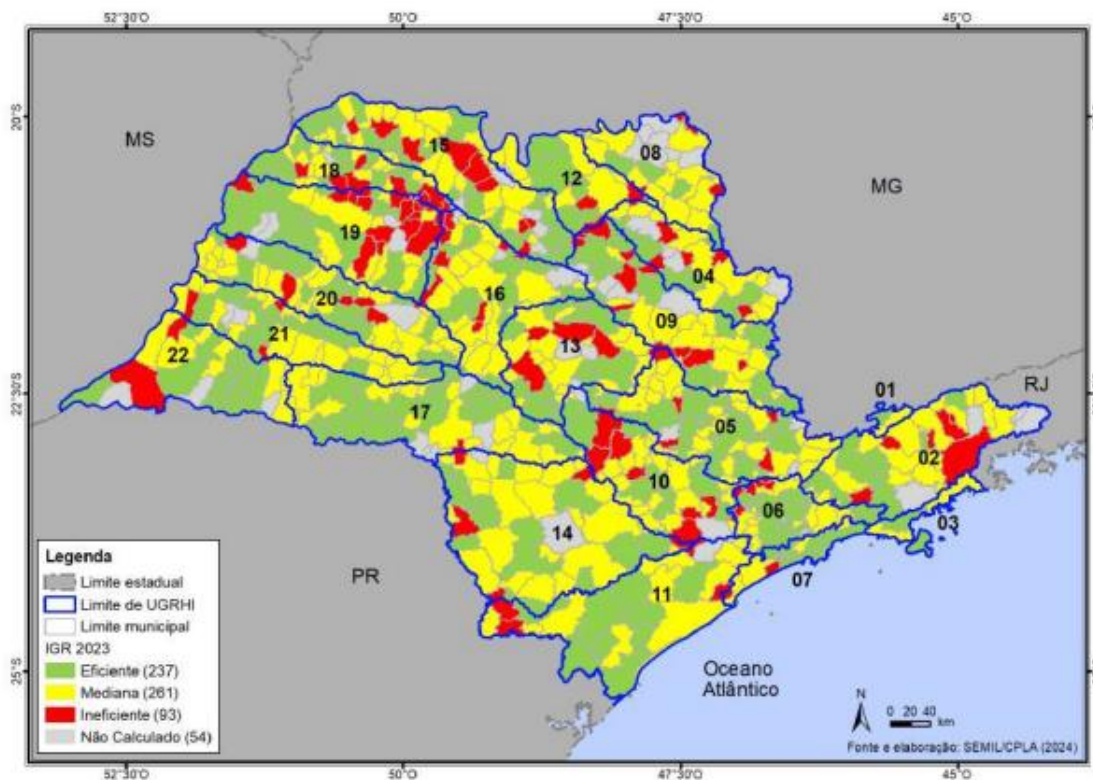 52°30'O 50°O 47°30'O 45°O
20°S
MS
MG
15
08
12
18
19
04
20
16
09
21
13
22
17
05
01
RJ
02
10
06
03
14
07
11
PR
22°30'S
25°S
Oceano
Atlântico
Legenda
Limite estadual
Limite de UGRHI
Limite municipal
IGR 2023
Eficiente (237)
Mediana (261)
Ineficiente (93)
Não Calculado (54)
N
0 20 40
km
Fonte e elaboração: SEMIL/CPLA (2024)
52°30'O 50°O 47°30'O 45°O